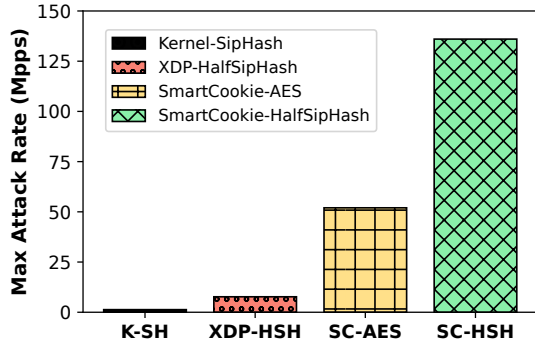 Max Attack Rate (Mpps)
150
125
100
75
50
25
0
Kernel-SipHash
XDP-HalfSipHash
SmartCookie-AES
SmartCookie-HalfSipHash
K-SH XDP-HSH SC-AES SC-HSH